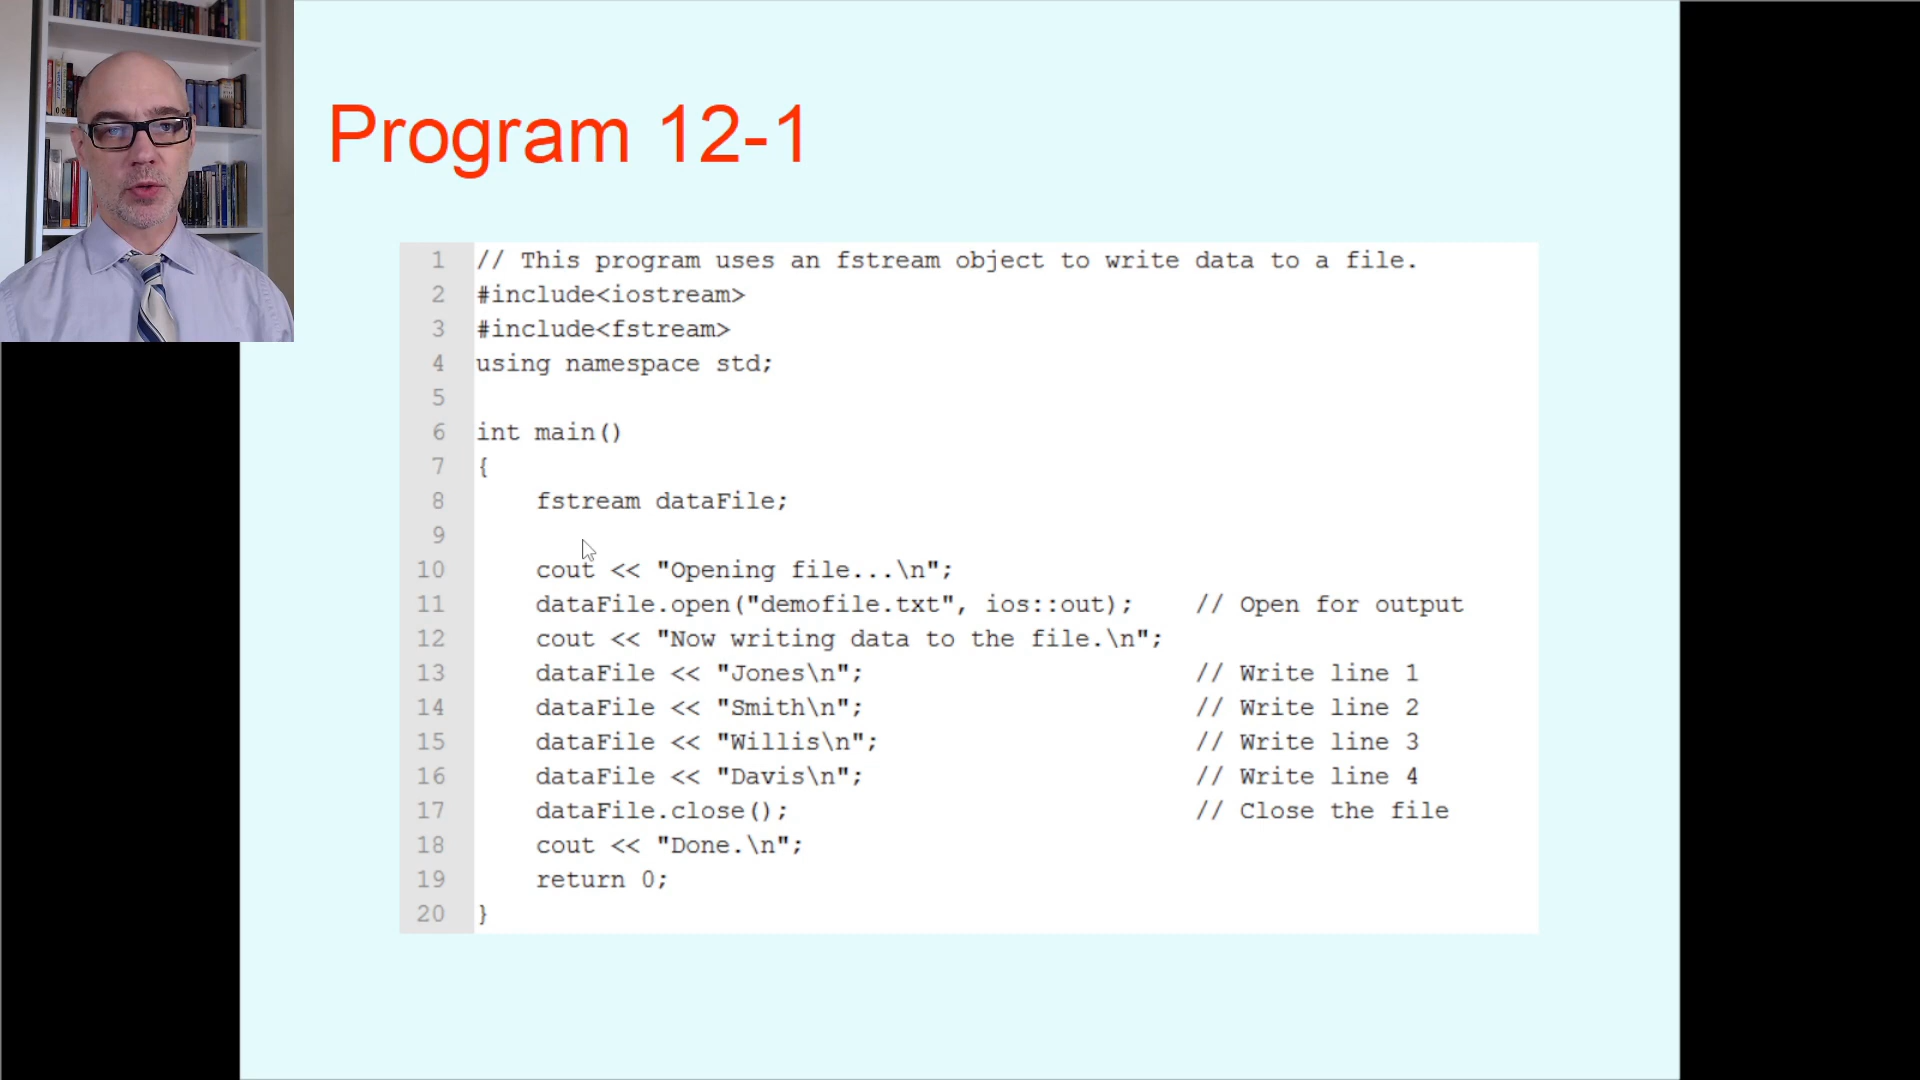 Program 12-1
1 // This program uses an fstream object to write data to a file.
2 #include<iostream>
3 #include<fstream>
4 using namespace std;
5
6 int main()
7 {
8     fstream dataFile;
9
10     cout << "Opening file...\n";
11     dataFile.open("demofile.txt", ios::out);    // Open for output
12     cout << "Now writing data to the file.\n";
13     dataFile << "Jones\n";                      // Write line 1
14     dataFile << "Smith\n";                      // Write line 2
15     dataFile << "Willis\n";                     // Write line 3
16     dataFile << "Davis\n";                      // Write line 4
17     dataFile.close();                           // Close the file
18     cout << "Done.\n";
19     return 0;
20 }